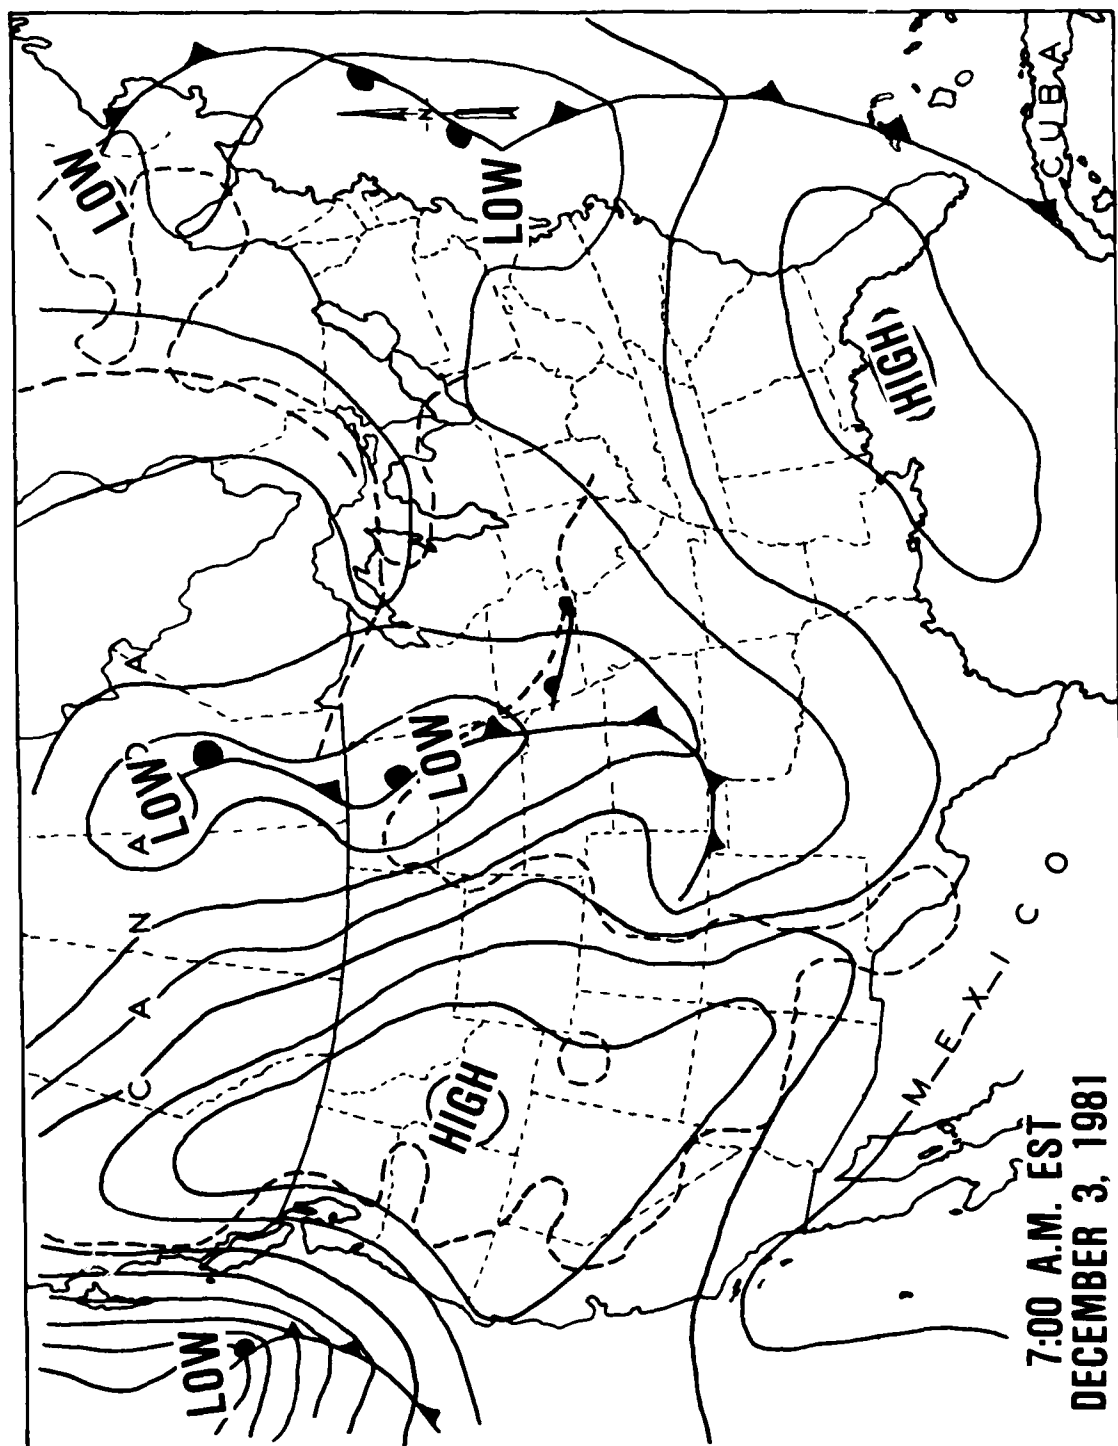 LOW
C A N A D A
LOW
LOW
HIGH
LOW
LOW
N
HIGH
M E X I C O
CUBA
7:00 A.M. EST
DECEMBER 3, 1981